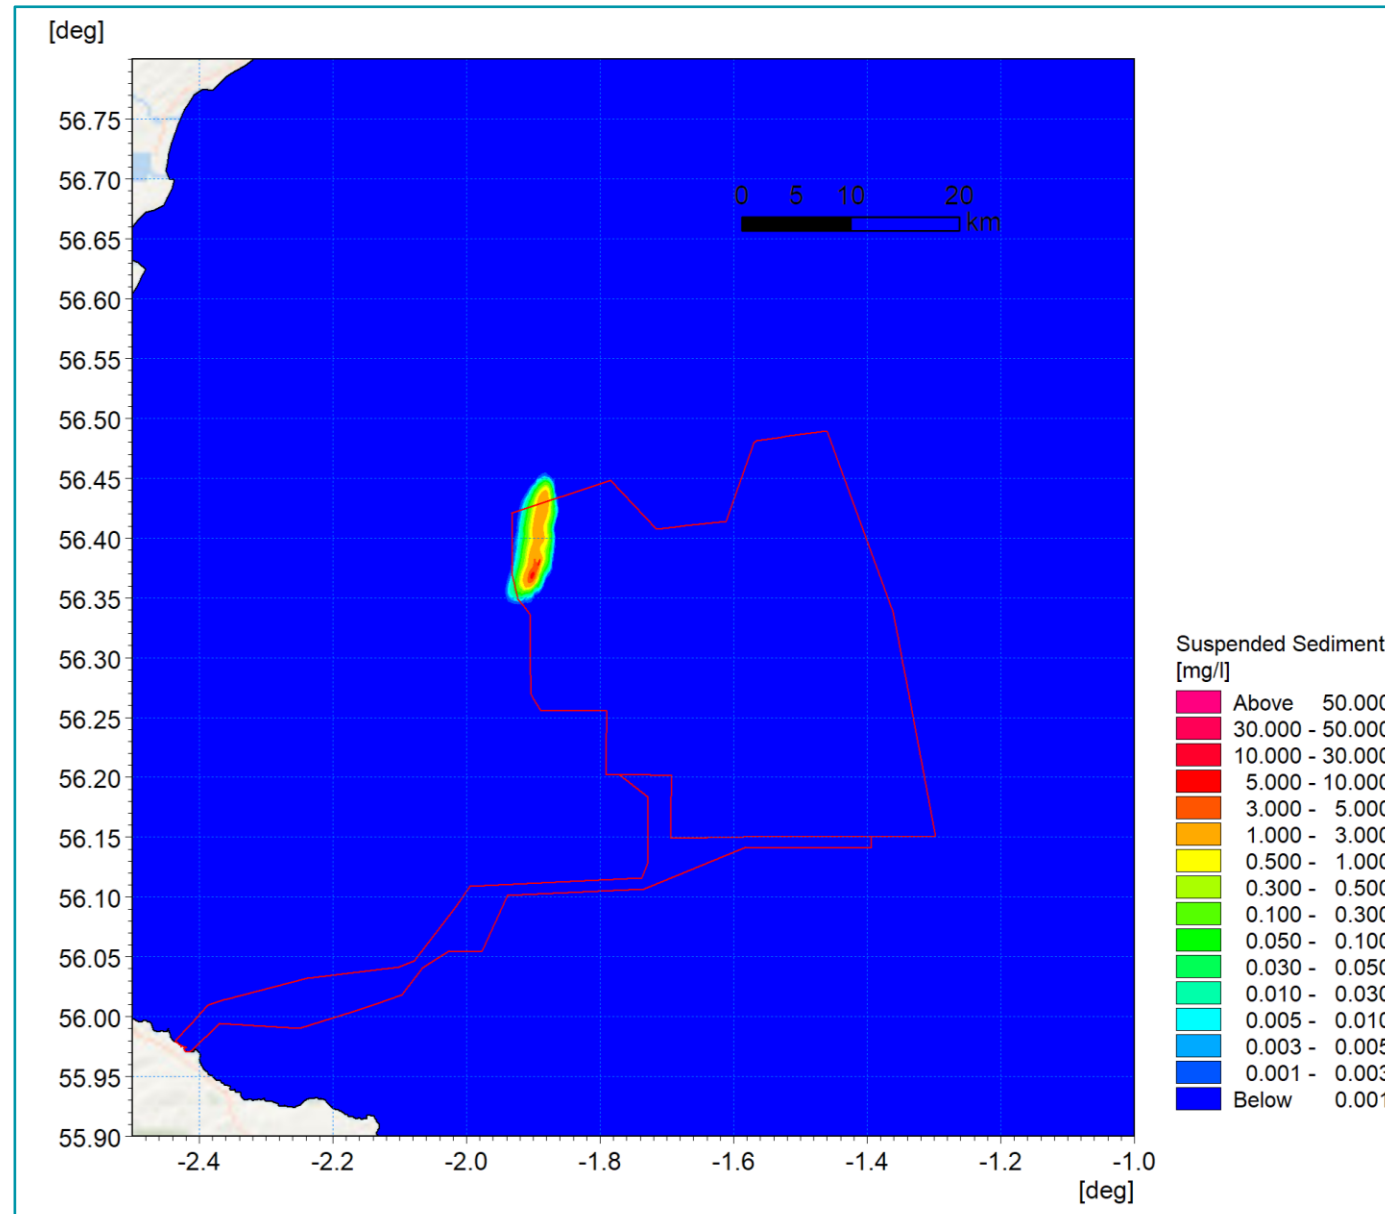 [deg]
56.75
56.70
56.65
56.60
56.55
56.50
56.45
56.40
56.35
56.30
56.25
56.20
56.15
56.10
56.05
56.00
55.95
55.90
0 5 10 20
km
-2.4 -2.2 -2.0 -1.8 -1.6 -1.4 -1.2 -1.0
[deg]
Suspended Sediment
[mg/l]
Above 50.000
30.000 - 50.000
10.000 - 30.000
5.000 - 10.000
3.000 - 5.000
1.000 - 3.000
0.500 - 1.000
0.300 - 0.500
0.100 - 0.300
0.050 - 0.100
0.030 - 0.050
0.010 - 0.030
0.005 - 0.010
0.003 - 0.005
0.001 - 0.003
Below 0.001